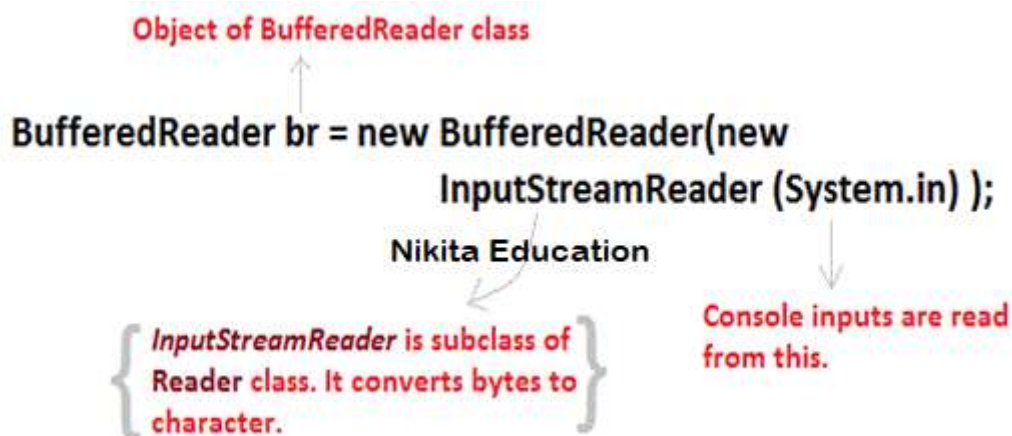 Object of BufferedReader class
BufferedReader br = new BufferedReader(new
InputStreamReader (System.in) );
Nikita Education
InputStreamReader is subclass of
Reader class. It converts bytes to
character.
Console inputs are read
from this.